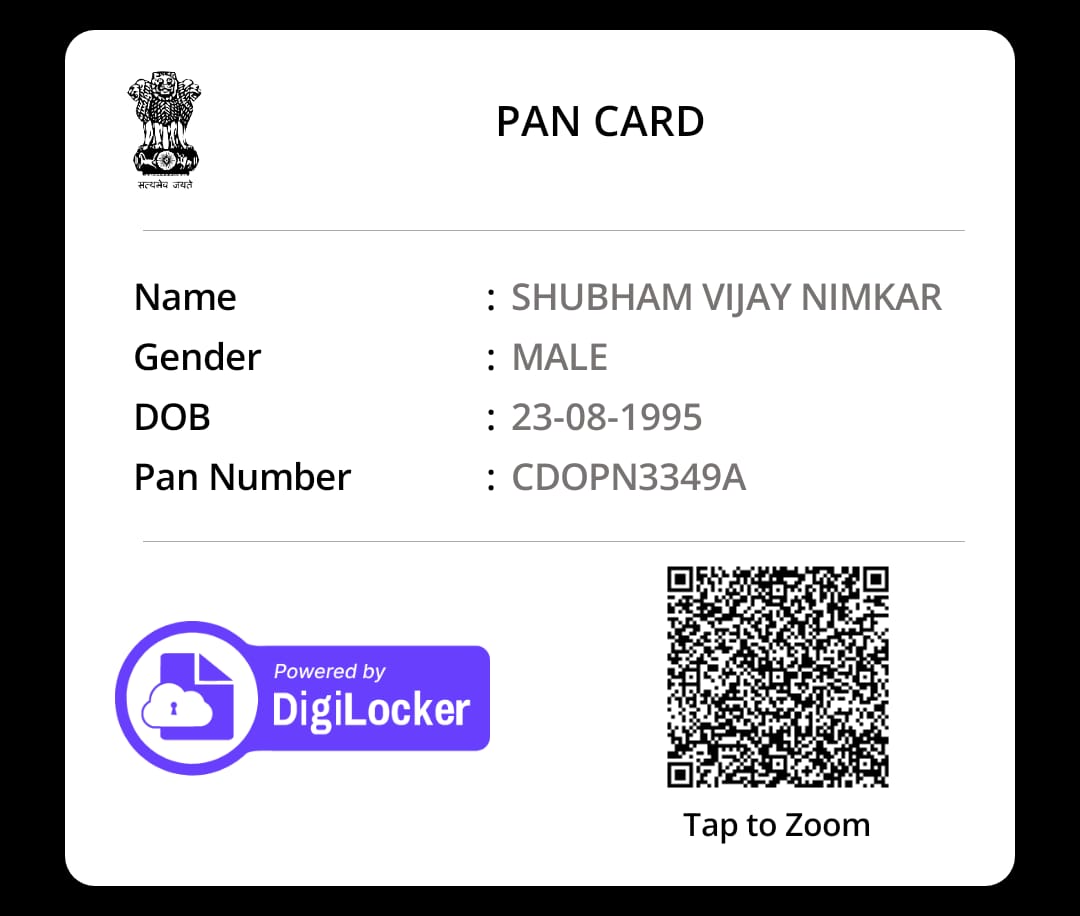 सत्यमेव जयते
PAN CARD
Name : SHUBHAM VIJAY NIMKAR
Gender : MALE
DOB : 23-08-1995
Pan Number : CDOPN3349A
Powered by
DigiLocker
Tap to Zoom